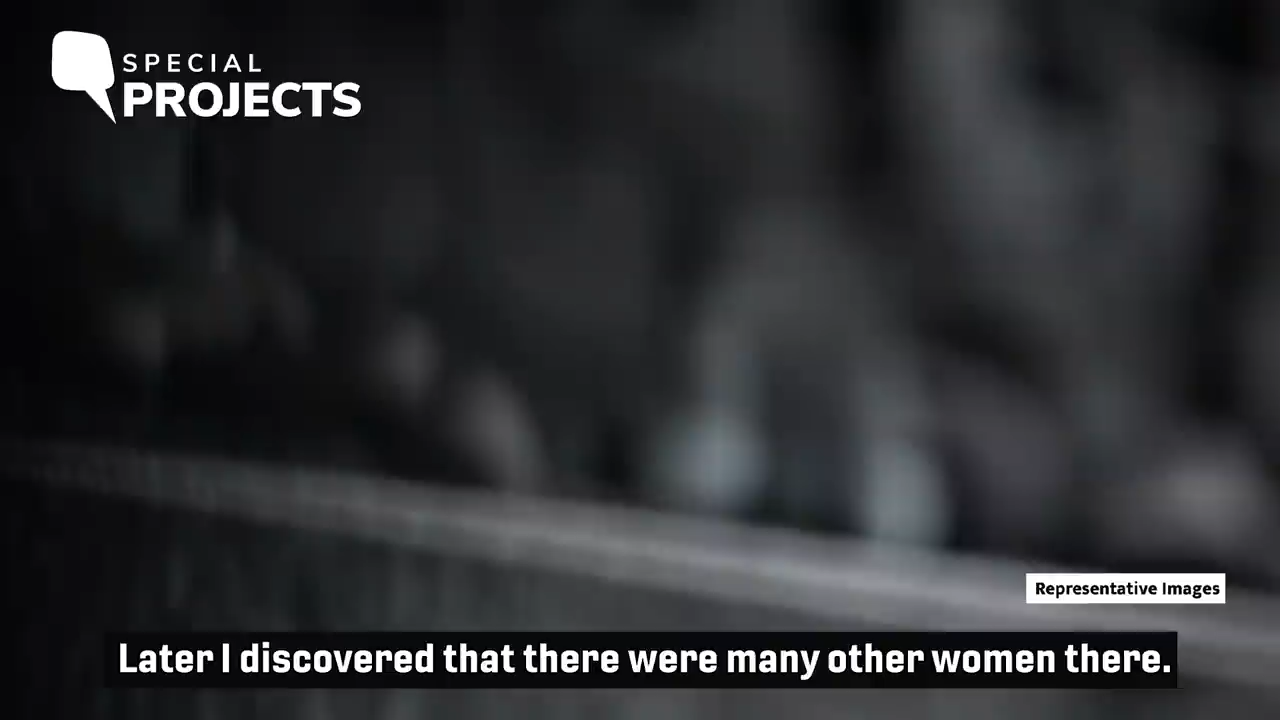 SPECIAL
PROJECTS
Representative Images
Later I discovered that there were many other women there.